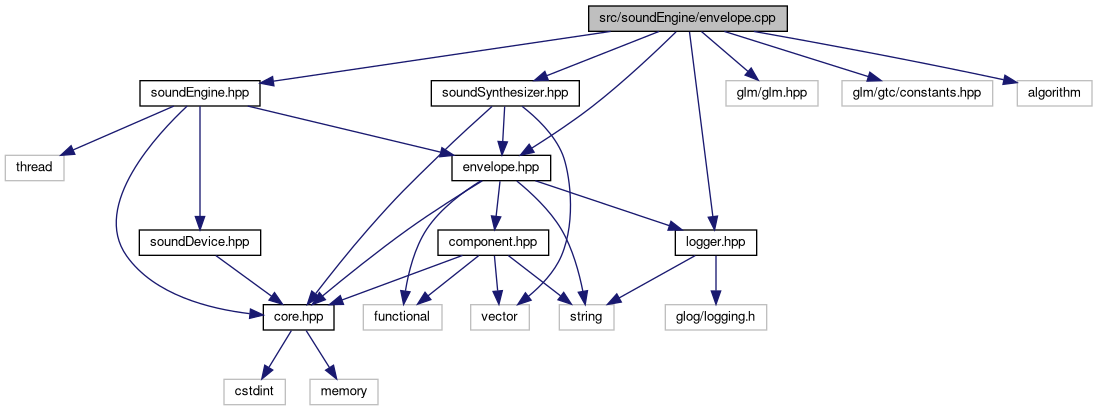 src/soundEngine/envelope.cpp
soundEngine.hpp
soundSynthesizer.hpp
glm/glm.hpp
glm/gtc/constants.hpp
algorithm
thread
envelope.hpp
soundDevice.hpp
component.hpp
logger.hpp
core.hpp
functional
vector
string
glog/logging.h
cstdint
memory